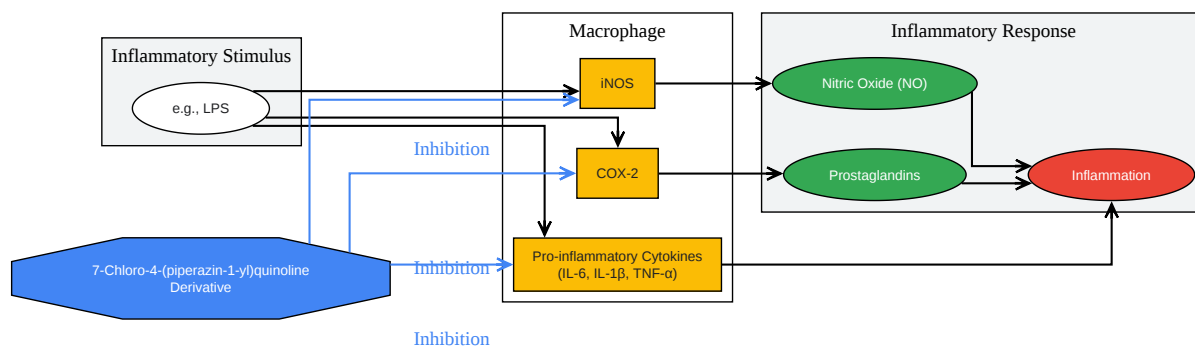 Inflammatory Stimulus
e.g., LPS
Macrophage
iNOS
COX-2
Pro-inflammatory Cytokines
(IL-6, IL-1β, TNF-α)
Inflammatory Response
Nitric Oxide (NO)
Prostaglandins
Inflammation
Inhibition
Inhibition
Inhibition
7-Chloro-4-(piperazin-1-yl)quinoline
Derivative